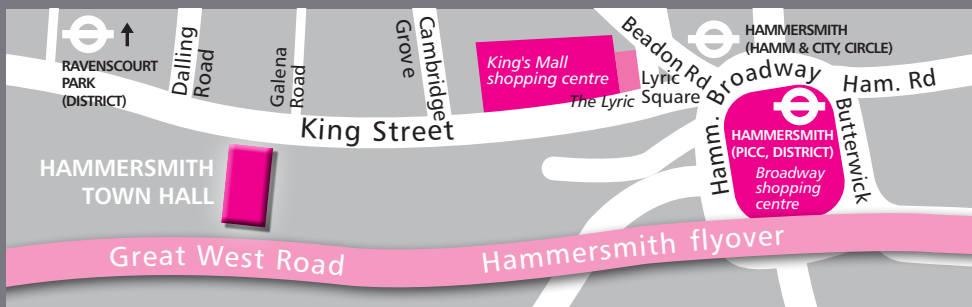 RAVENSCOURT
PARK
(DISTRICT)
Dalling
Road
Galena
Road
Cambridge
Grove
King's Mall
shopping centre
The Lyric
Lyric
Square
Beadon Rd
HAMMERSMITH
(HAMM & CITY, CIRCLE)
Hamm. Broadway
Ham. Rd
Butterwick
HAMMERSMITH
(PICC, DISTRICT)
Broadway
shopping
centre
King Street
HAMMERSMITH
TOWN HALL
Great West Road
Hammersmith flyover